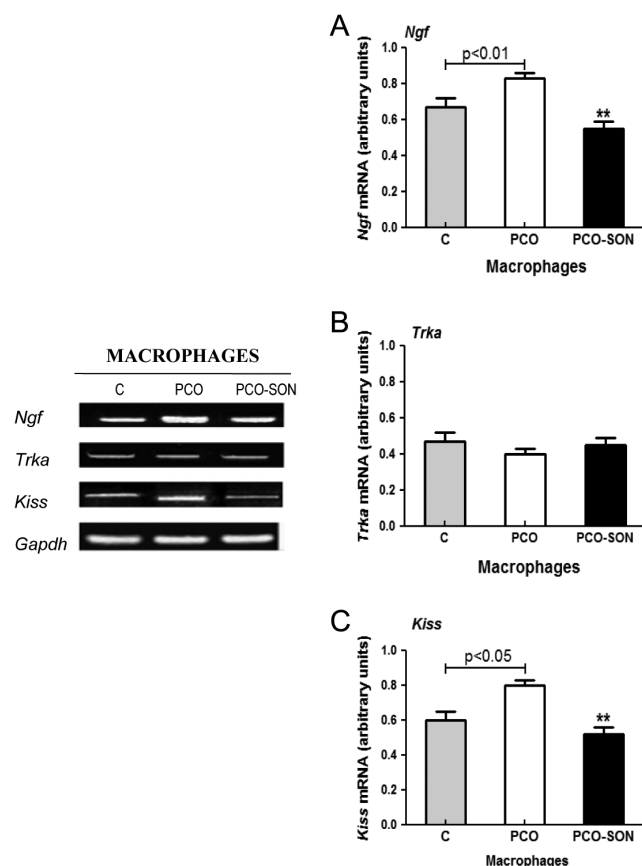 A
Ngf
Ngf mRNA (arbitrary units)
1.0
0.8
0.6
0.4
0.2
0.0
p<0.01
**
C PCO PCO-SON
Macrophages
MACROPHAGES
C PCO PCO-SON
Ngf
Trka
Kiss
Gapdh
B
Trka
Trka mRNA (arbitrary units)
1.0
0.8
0.6
0.4
0.2
0.0
C PCO PCO-SON
Macrophages
C
Kiss
Kiss mRNA (arbitrary units)
1.0
0.8
0.6
0.4
0.2
0.0
p<0.05
**
C PCO PCO-SON
Macrophages